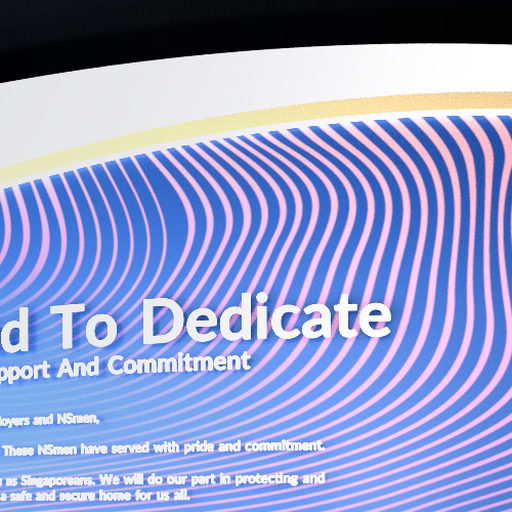 d To Dedicate
pport And Commitment
loyers and NSmen,
These NSmen have served with pride and commitment.
as Singaporeans. We will do our part in protecting and
a safe and secure home for us all.